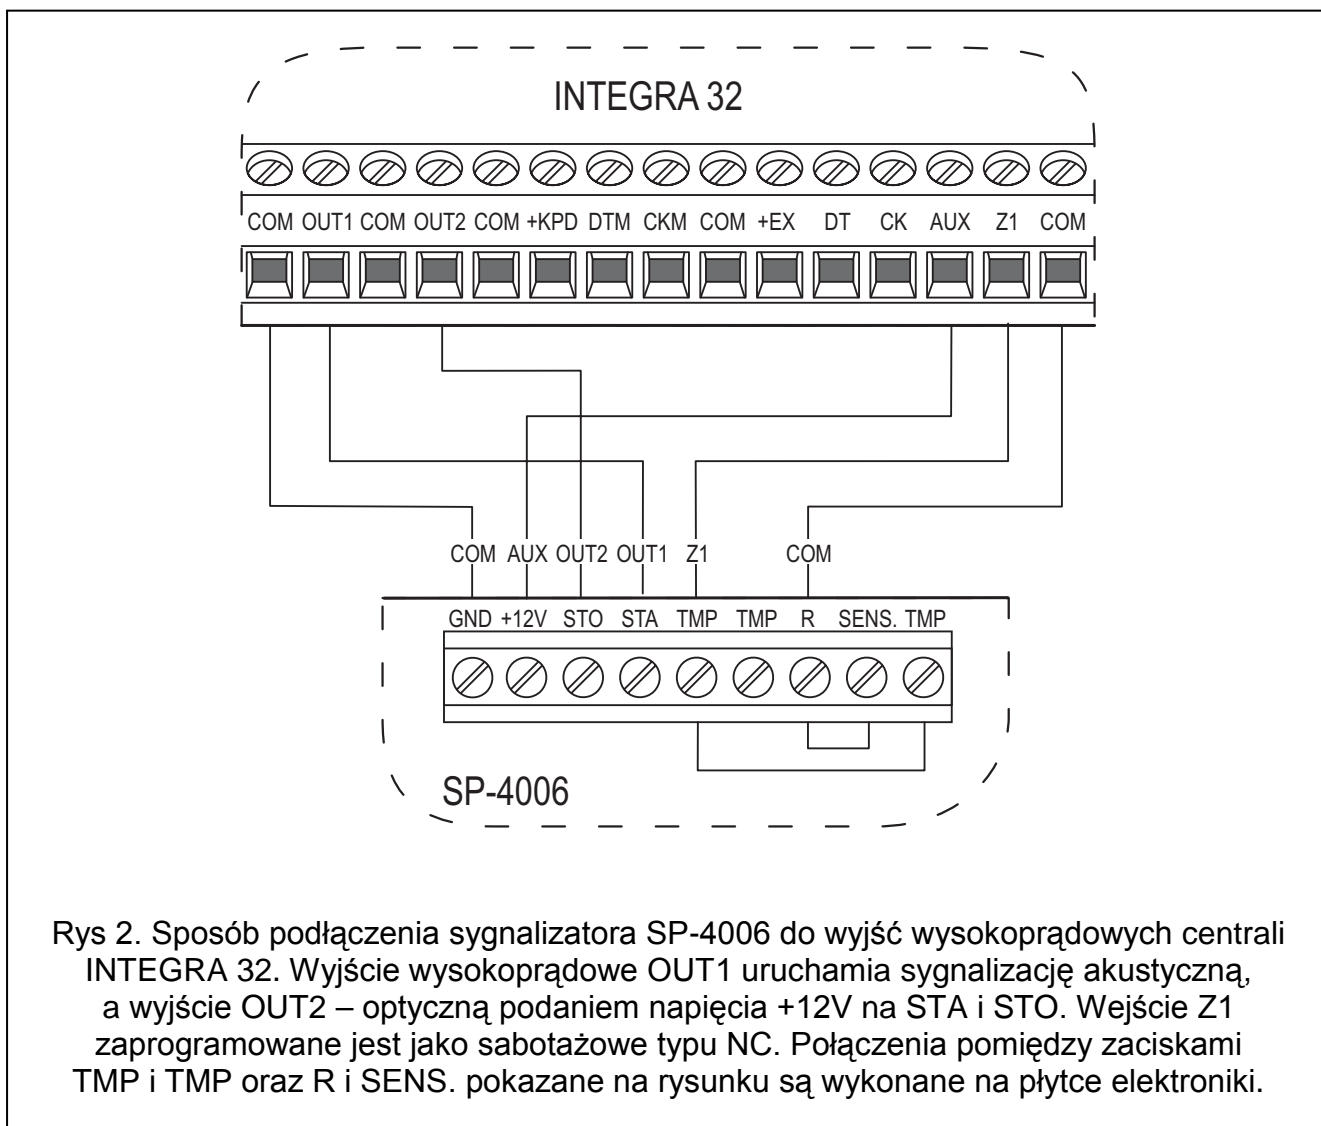 INTEGRA 32
COM OUT1 COM OUT2 COM +KPD DTM CKM COM +EX DT CK AUX Z1 COM
COM AUX OUT2 OUT1 Z1 COM
GND +12V STO STA TMP TMP R SENS. TMP
SP-4006
Rys 2. Sposób podłączenia sygnalizatora SP-4006 do wyjść wysokoprądowych centrali
INTEGRA 32. Wyjście wysokoprądowe OUT1 uruchamia sygnalizację akustyczną,
a wyjście OUT2 – optyczną podaniem napięcia +12V na STA i STO. Wejście Z1
zaprogramowane jest jako sabotażowe typu NC. Połączenia pomiędzy zaciskami
TMP i TMP oraz R i SENS. pokazane na rysunku są wykonane na płytce elektroniki.